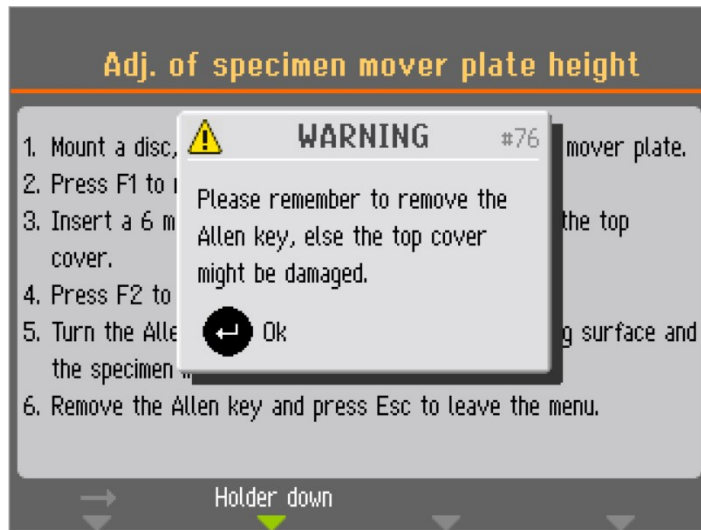 Adj. of specimen mover plate height
WARNING #76
Please remember to remove the
Allen key, else the top cover
might be damaged.
Ok
1. Mount a disc, mover plate.
2. Press F1 to
3. Insert a 6 the top
cover.
4. Press F2 to
5. Turn the g surface and
the specimen
6. Remove the Allen key and press Esc to leave the menu.
Holder down